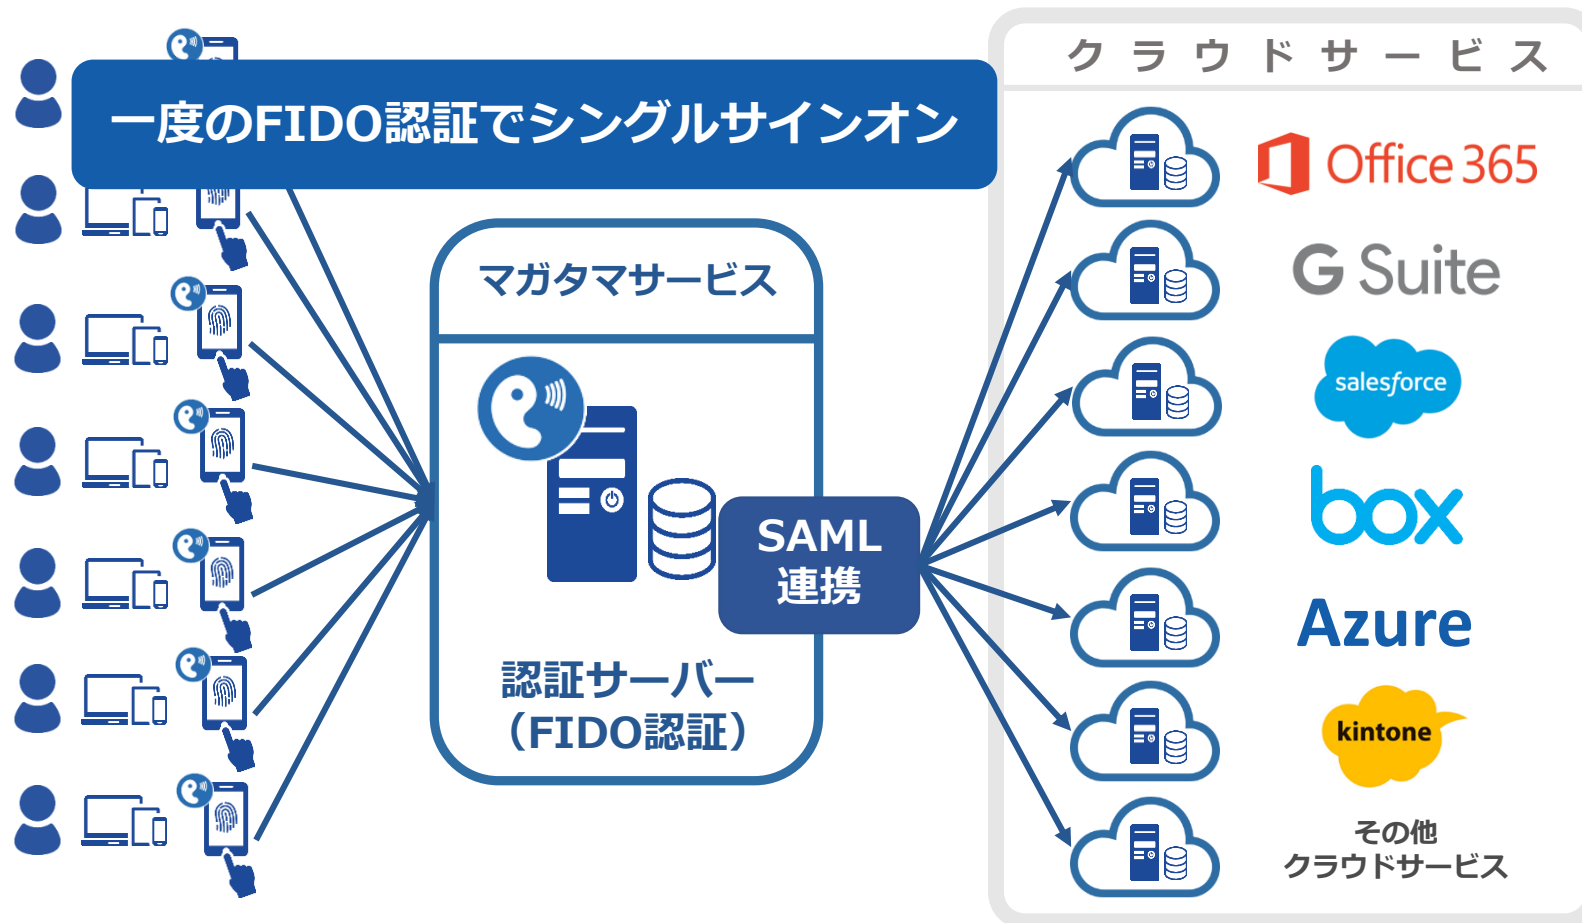 クラウドサービス
一度のFIDO認証でシングルサインオン
Office 365
マガタマサービス
G Suite
salesforce
box
SAML
連携
Azure
認証サーバー
（FIDO認証）
kintone
その他
クラウドサービス